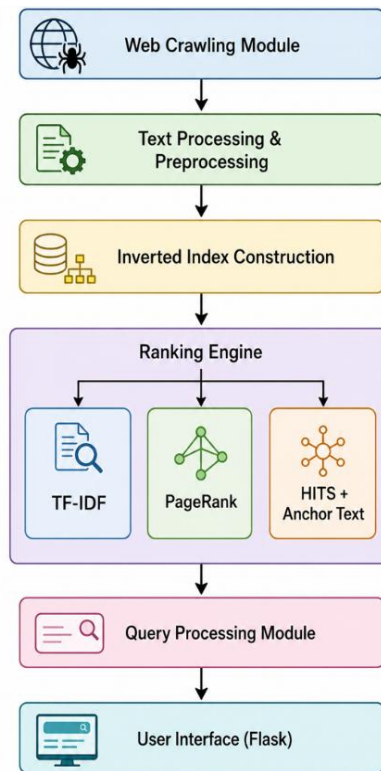 Web Crawling Module
Text Processing &
Preprocessing
Inverted Index Construction
Ranking Engine
TF-IDF
PageRank
HITS +
Anchor Text
Query Processing Module
User Interface (Flask)